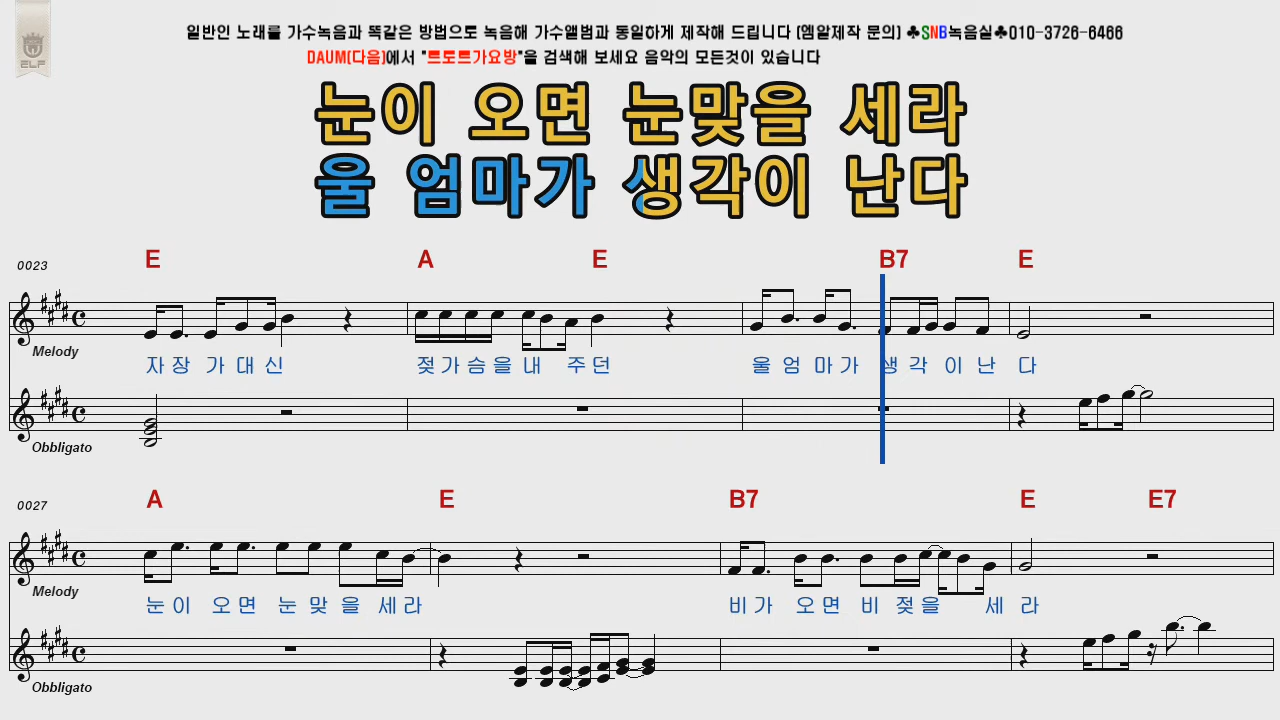 일반인 노래를 가수녹음과 똑같은 방법으로 녹음해 가수앨범과 동일하게 제작해 드립니다 (엠알제작 문의) ♣SNB녹음실♣010-3726-6466
DAUM(다음)에서 "트로트가요방"을 검색해 보세요 음악의 모든것이 있습니다
ELF
눈이 오면 눈맞을 세라
울 엄마가 생각이 난다
0023 E A E B7 E
Melody
자장 가대신 젖가슴을내 주던 울엄 마가 생각 이난 다
Obbligato
0027 A E B7 E E7
Melody
눈이 오면 눈맞을 세라 비가 오면 비젖을 세라
Obbligato